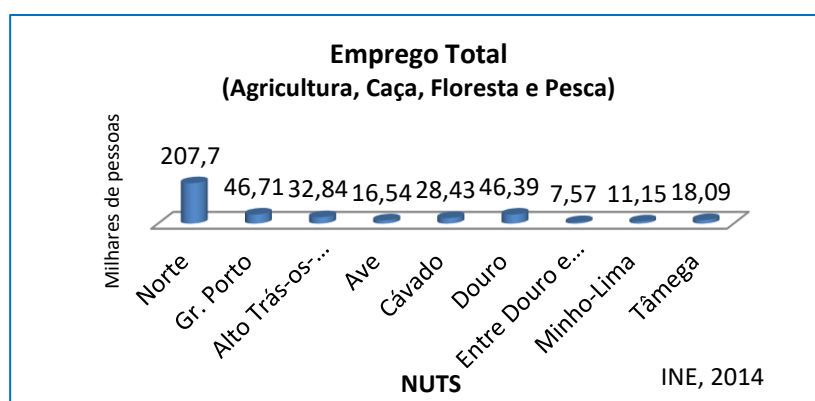 Emprego Total
(Agricultura, Caça, Floresta e Pesca)
Milhares de pessoas
207,7 46,71 32,84 16,54 28,43 46,39 7,57 11,15 18,09
Norte
Gr. Porto
Alto Trás-os-...
Ave
Cávado
Douro
Entre Douro e...
Minho-Lima
Tâmega
NUTS
INE, 2014